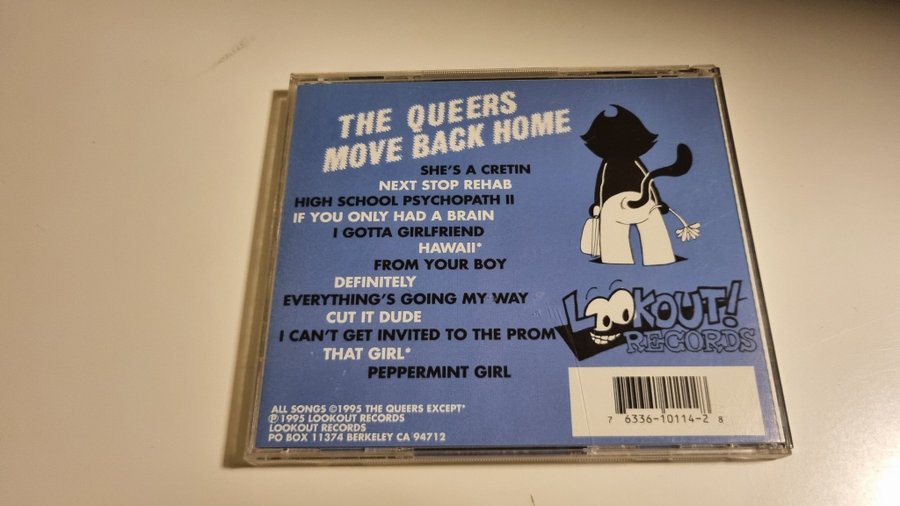 THE QUEERS
MOVE BACK HOME
SHE'S A CRETIN
NEXT STOP REHAB
HIGH SCHOOL PSYCHOPATH II
IF YOU ONLY HAD A BRAIN
I GOTTA GIRLFRIEND
HAWAII*
FROM YOUR BOY
DEFINITELY
EVERYTHING'S GOING MY WAY
CUT IT DUDE
I CAN'T GET INVITED TO THE PROM
THAT GIRL*
PEPPERMINT GIRL
LOOKOUT!
RECORDS
ALL SONGS ©1995 THE QUEERS EXCEPT*
℗1995 LOOKOUT RECORDS
LOOKOUT RECORDS
PO BOX 11374 BERKELEY CA 94712
7 6336-10114-2 8